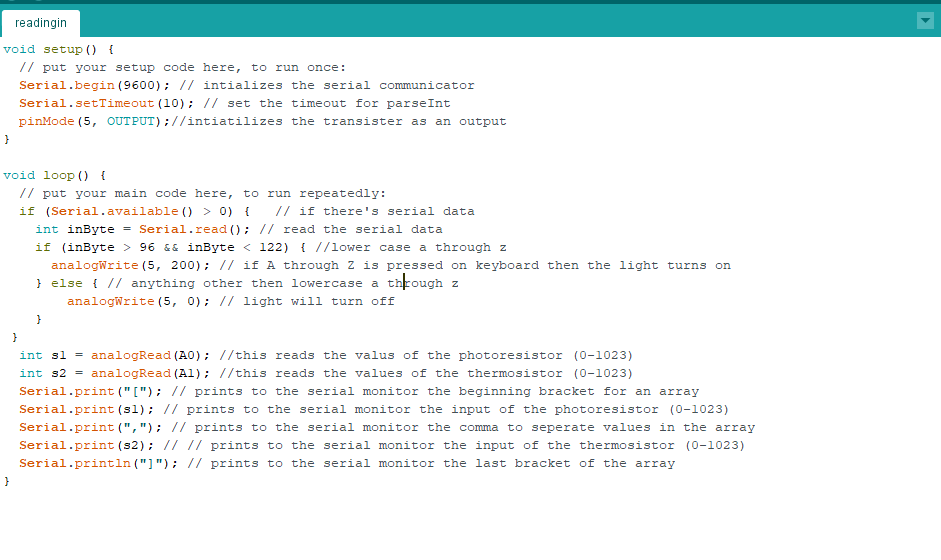 readingin
void setup() {
  // put your setup code here, to run once:
  Serial.begin(9600); // intializes the serial communicator
  Serial.setTimeout(10); // set the timeout for parseInt
  pinMode(5, OUTPUT);//intiatilizes the transister as an output
}
void loop() {
  // put your main code here, to run repeatedly:
  if (Serial.available() > 0) {   // if there's serial data
    int inByte = Serial.read(); // read the serial data
    if (inByte > 96 && inByte < 122) { //lower case a through z
      analogWrite(5, 200); // if A through Z is pressed on keyboard then the light turns on
    } else { // anything other then lowercase a through z
        analogWrite(5, 0); // light will turn off
    }
 }
  int s1 = analogRead(A0); //this reads the valus of the photoresistor (0-1023)
  int s2 = analogRead(A1); //this reads the values of the thermosistor (0-1023)
  Serial.print("["); // prints to the serial monitor the beginning bracket for an array
  Serial.print(s1); // prints to the serial monitor the input of the photoresistor (0-1023)
  Serial.print(","); // prints to the serial monitor the comma to seperate values in the array
  Serial.print(s2); // // prints to the serial monitor the input of the thermosistor (0-1023)
  Serial.println("]"); // prints to the serial monitor the last bracket of the array
}